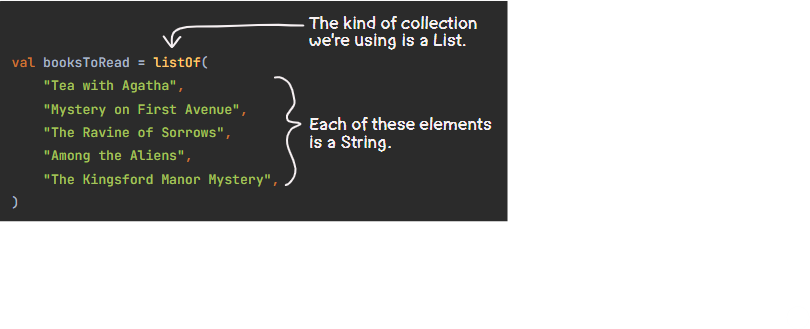 The kind of collection
we're using is a List.
val booksToRead = listOf(
"Tea with Agatha",
"Mystery on First Avenue",
"The Ravine of Sorrows",
"Among the Aliens",
"The Kingsford Manor Mystery",
)
Each of these elements
is a String.